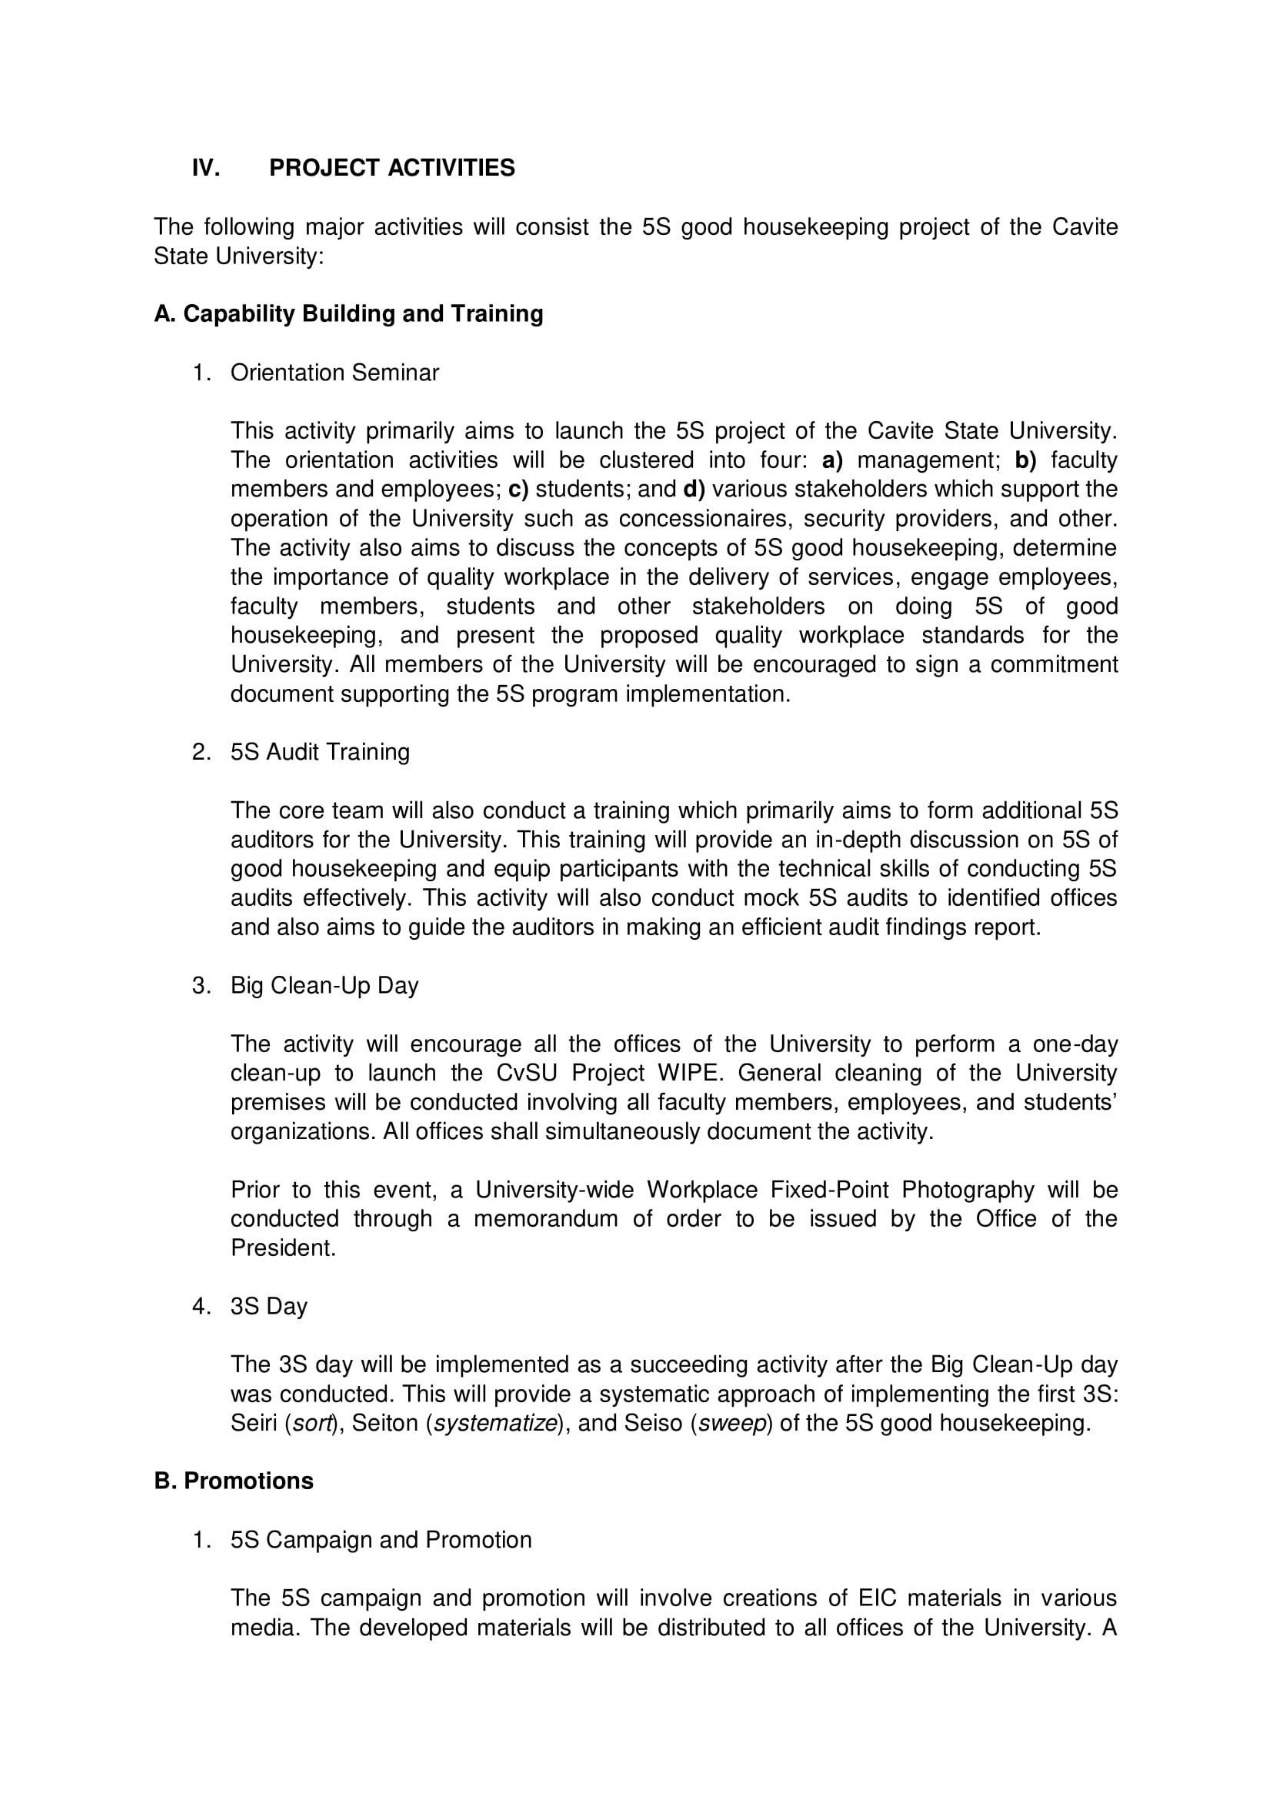 IV. PROJECT ACTIVITIES
The following major activities will consist the 5S good housekeeping project of the Cavite
State University:
A. Capability Building and Training
1. Orientation Seminar
This activity primarily aims to launch the 5S project of the Cavite State University.
The orientation activities will be clustered into four: a) management; b) faculty
members and employees; c) students; and d) various stakeholders which support the
operation of the University such as concessionaires, security providers, and other.
The activity also aims to discuss the concepts of 5S good housekeeping, determine
the importance of quality workplace in the delivery of services, engage employees,
faculty members, students and other stakeholders on doing 5S of good
housekeeping, and present the proposed quality workplace standards for the
University. All members of the University will be encouraged to sign a commitment
document supporting the 5S program implementation.
2. 5S Audit Training
The core team will also conduct a training which primarily aims to form additional 5S
auditors for the University. This training will provide an in-depth discussion on 5S of
good housekeeping and equip participants with the technical skills of conducting 5S
audits effectively. This activity will also conduct mock 5S audits to identified offices
and also aims to guide the auditors in making an efficient audit findings report.
3. Big Clean-Up Day
The activity will encourage all the offices of the University to perform a one-day
clean-up to launch the CvSU Project WIPE. General cleaning of the University
premises will be conducted involving all faculty members, employees, and students’
organizations. All offices shall simultaneously document the activity.
Prior to this event, a University-wide Workplace Fixed-Point Photography will be
conducted through a memorandum of order to be issued by the Office of the
President.
4. 3S Day
The 3S day will be implemented as a succeeding activity after the Big Clean-Up day
was conducted. This will provide a systematic approach of implementing the first 3S:
Seiri (sort), Seiton (systematize), and Seiso (sweep) of the 5S good housekeeping.
B. Promotions
1. 5S Campaign and Promotion
The 5S campaign and promotion will involve creations of EIC materials in various
media. The developed materials will be distributed to all offices of the University. A